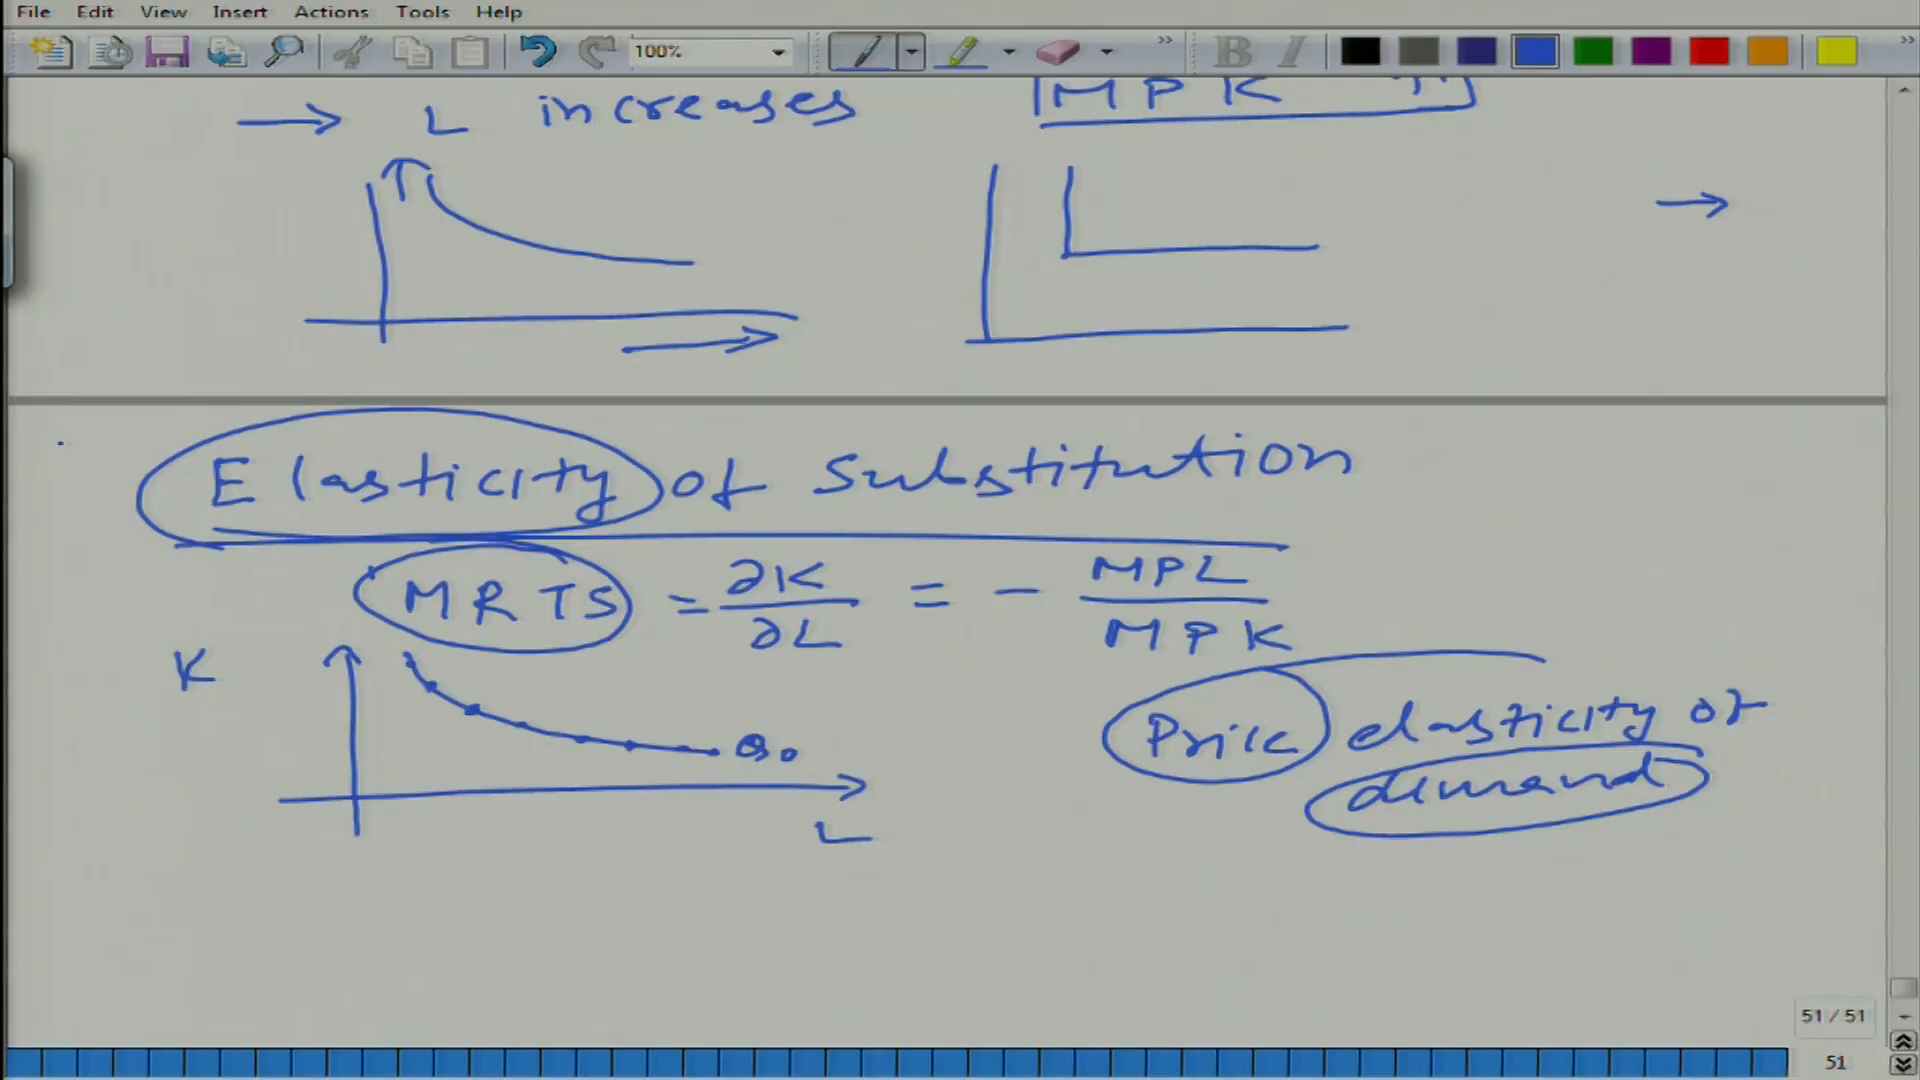 File Edit View Insert Actions Tools Help
100%
B I
→ L increases
MPK
Elasticity of Substitution
MRTS = ∂K/∂L = - MPL/MPK
K
Q0
L
Price elasticity of
demand
51 / 51
51